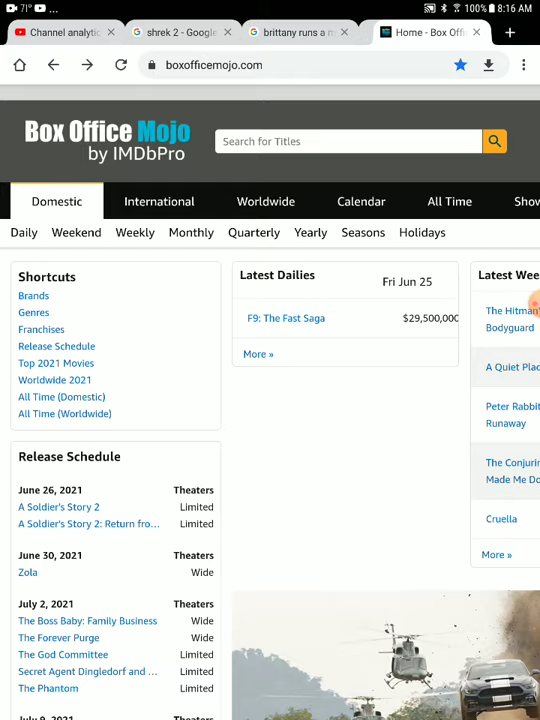 71°
100% 8:16 AM
Channel analytic
shrek 2 - Google
brittany runs a m
Home - Box Offi
boxofficemojo.com
Box Office Mojo
by IMDbPro
Search for Titles
Domestic International Worldwide Calendar All Time Show
Daily Weekend Weekly Monthly Quarterly Yearly Seasons Holidays
Shortcuts
Brands
Genres
Franchises
Release Schedule
Top 2021 Movies
Worldwide 2021
All Time (Domestic)
All Time (Worldwide)
Latest Dailies Fri Jun 25
F9: The Fast Saga $29,500,000
More »
Latest Wee
The Hitman'
Bodyguard
A Quiet Plac
Peter Rabbit
Runaway
The Conjurin
Made Me Do
Cruella
More »
Release Schedule
June 26, 2021 Theaters
A Soldier's Story 2 Limited
A Soldier's Story 2: Return fro... Limited
June 30, 2021 Theaters
Zola Wide
July 2, 2021 Theaters
The Boss Baby: Family Business Wide
The Forever Purge Wide
The God Committee Limited
Secret Agent Dingledorf and ... Limited
The Phantom Limited
July 9, 2021 Theaters